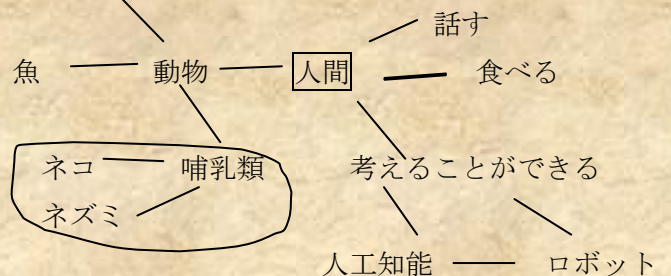 話す
魚 動物 人間 食べる
ネコ 哺乳類 考えることができる
ネズミ
人工知能 ロボット